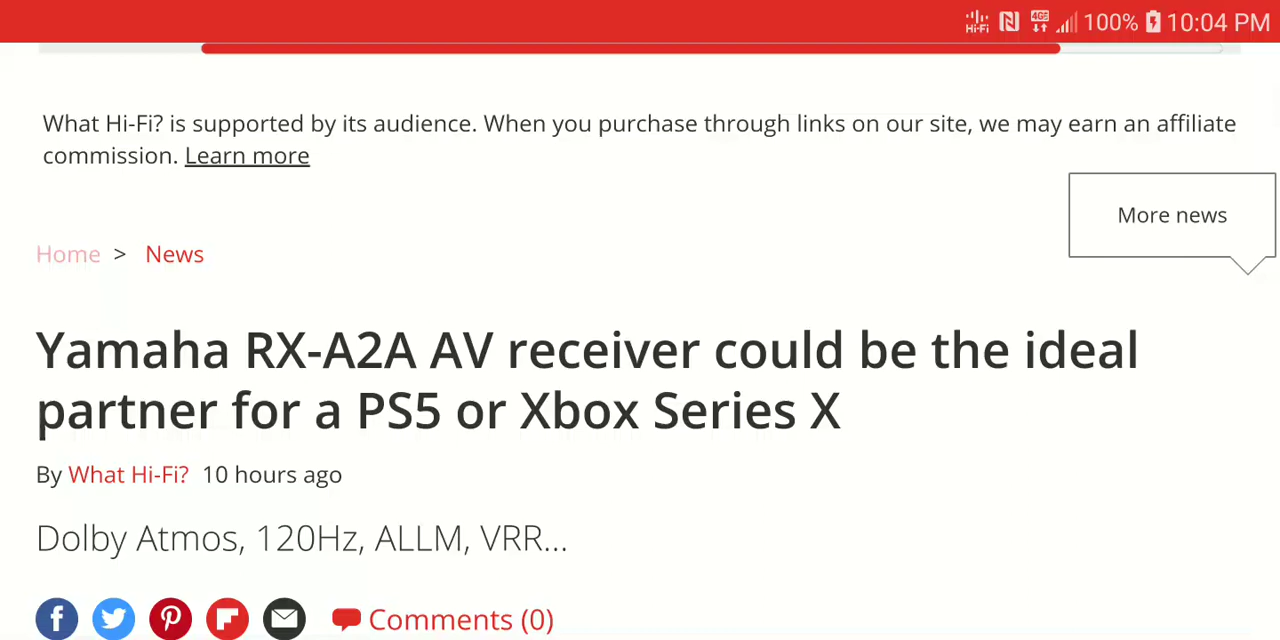 Hi-Fi 4GE 100% 10:04 PM
What Hi-Fi? is supported by its audience. When you purchase through links on our site, we may earn an affiliate
commission. Learn more
More news
Home > News
Yamaha RX-A2A AV receiver could be the ideal
partner for a PS5 or Xbox Series X
By What Hi-Fi? 10 hours ago
Dolby Atmos, 120Hz, ALLM, VRR...
Comments (0)